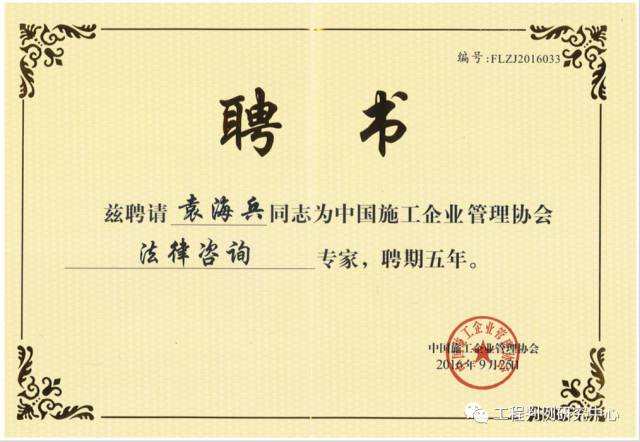 编号:FLZJ2016033
聘书
兹聘请袁海兵同志为中国施工企业管理协会
法律咨询专家，聘期五年。
中国施工企业管理协会
2016年9月26日
工程判例研究中心